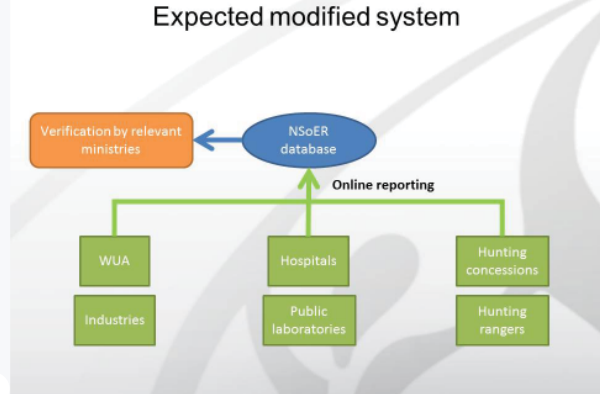 Expected modified system
Verification by relevant
ministries
NSoER
database
Online reporting
WUA
Hospitals
Hunting
concessions
Industries
Public
laboratories
Hunting
rangers